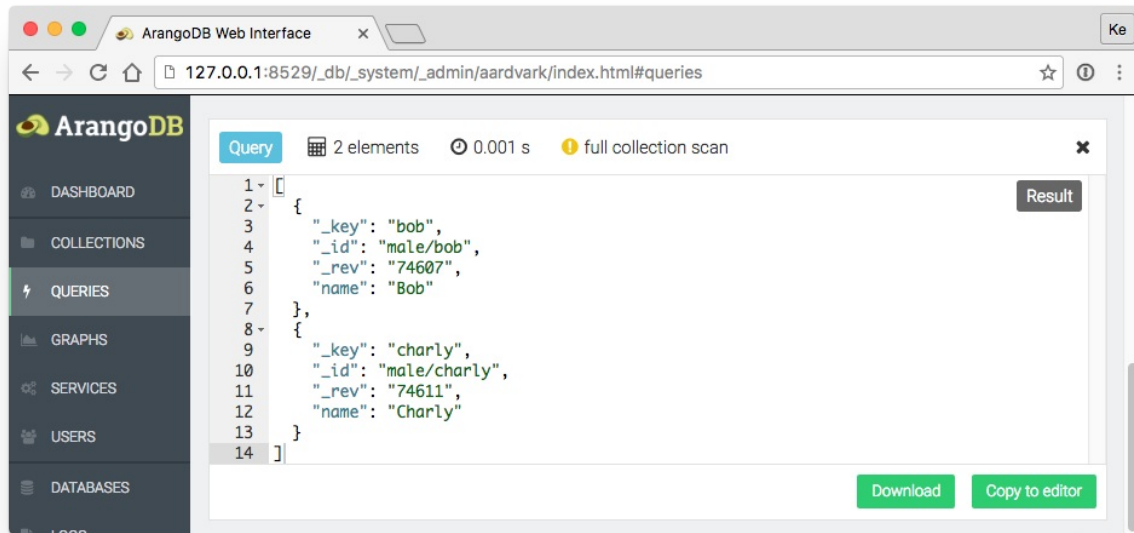 ArangoDB Web Interface
Ke
127.0.0.1:8529/_db/_system/_admin/aardvark/index.html#queries
ArangoDB
DASHBOARD
COLLECTIONS
QUERIES
GRAPHS
SERVICES
USERS
DATABASES
Query 2 elements 0.001 s full collection scan
Result
1 [
2 {
3 "_key": "bob",
4 "_id": "male/bob",
5 "_rev": "74607",
6 "name": "Bob"
7 },
8 {
9 "_key": "charly",
10 "_id": "male/charly",
11 "_rev": "74611",
12 "name": "Charly"
13 }
14 ]
Download Copy to editor